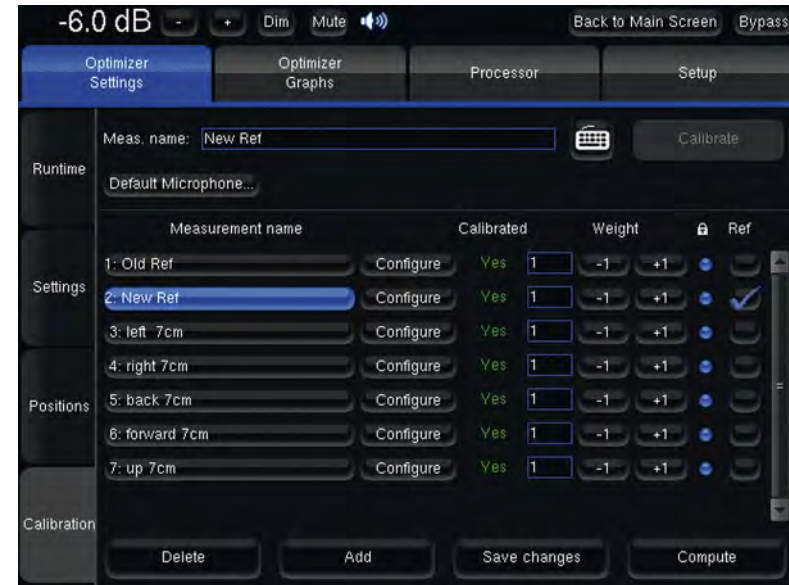 -6.0 dB - + Dim Mute Back to Main Screen Bypass
Optimizer Settings Optimizer Graphs Processor Setup
Meas. name: New Ref Calibrate
Runtime
Default Microphone...
Measurement name Calibrated Weight Ref
1: Old Ref Configure Yes 1 -1 +1
Settings
2: New Ref Configure Yes 1 -1 +1
3: left 7cm Configure Yes 1 -1 +1
4: right 7cm Configure Yes 1 -1 +1
Positions
5: back 7cm Configure Yes 1 -1 +1
6: forward 7cm Configure Yes 1 -1 +1
7: up 7cm Configure Yes 1 -1 +1
Calibration
Delete Add Save changes Compute